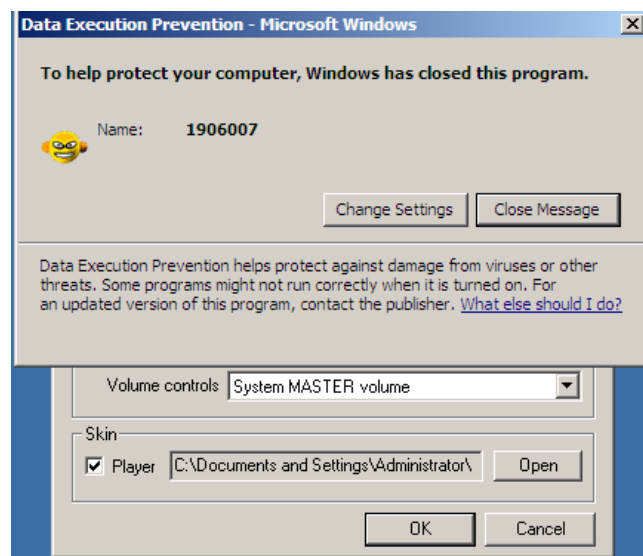 Data Execution Prevention - Microsoft Windows
To help protect your computer, Windows has closed this program.
Name: 1906007
Change Settings Close Message
Data Execution Prevention helps protect against damage from viruses or other
threats. Some programs might not run correctly when it is turned on. For
an updated version of this program, contact the publisher. What else should I do?
Volume controls System MASTER volume
Skin
Player C:\Documents and Settings\Administrator\ Open
OK Cancel